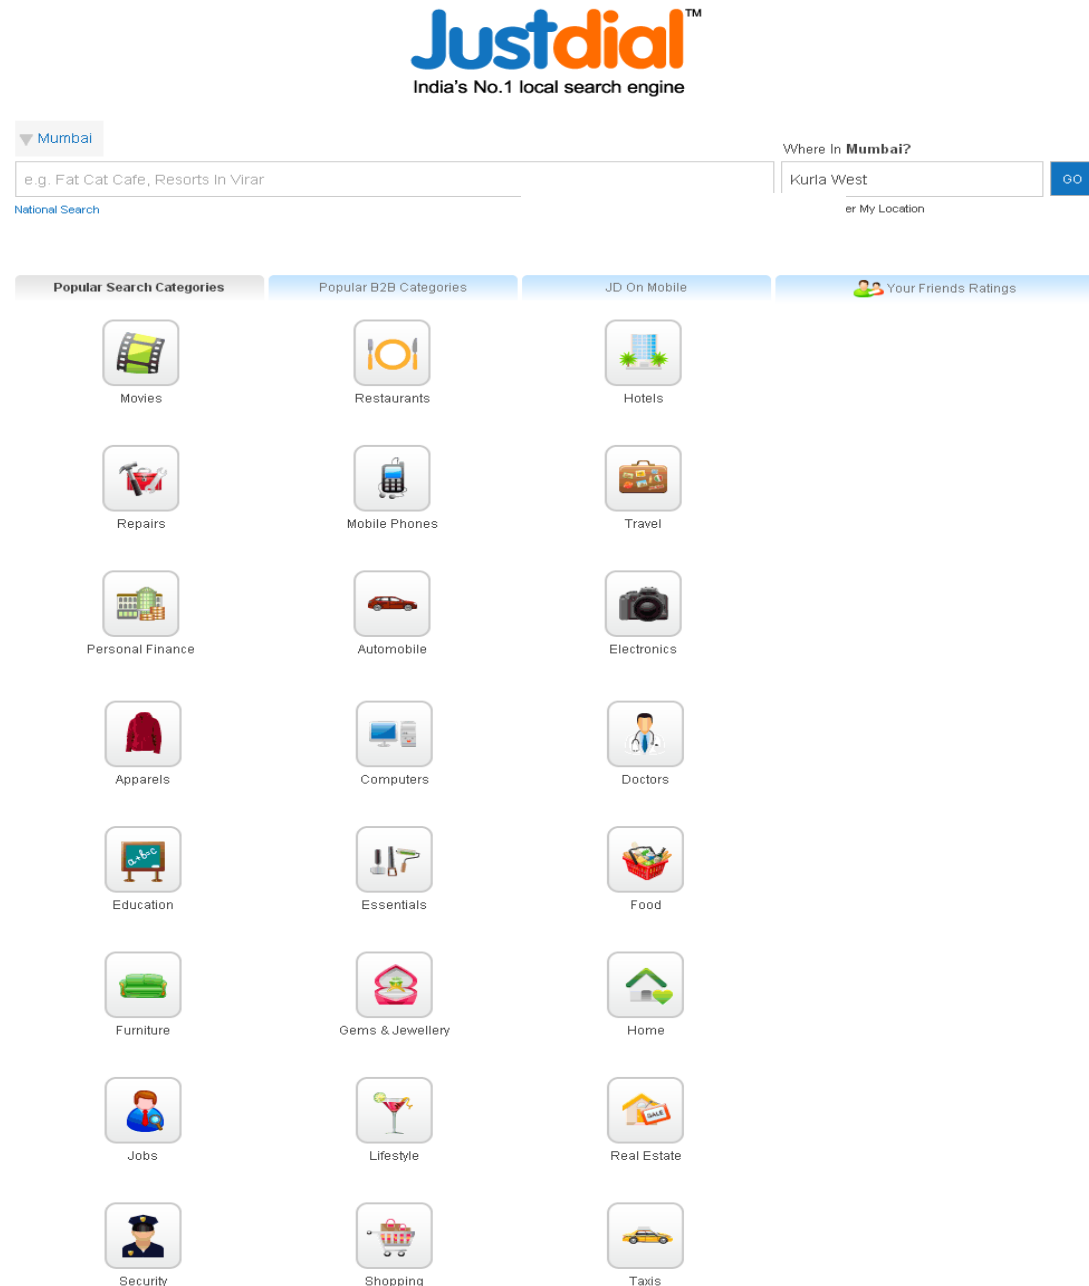 Justdial™
India's No.1 local search engine
Mumbai
Where In Mumbai?
e.g. Fat Cat Cafe, Resorts In Virar
Kurla West
GO
National Search
er My Location
Popular Search Categories
Popular B2B Categories
JD On Mobile
Your Friends Ratings
Movies
Restaurants
Hotels
Repairs
Mobile Phones
Travel
Personal Finance
Automobile
Electronics
Apparels
Computers
Doctors
a+b=c
Education
Essentials
Food
Furniture
Gems & Jewellery
Home
SALE
Jobs
Lifestyle
Real Estate
Security
Shopping
Taxis